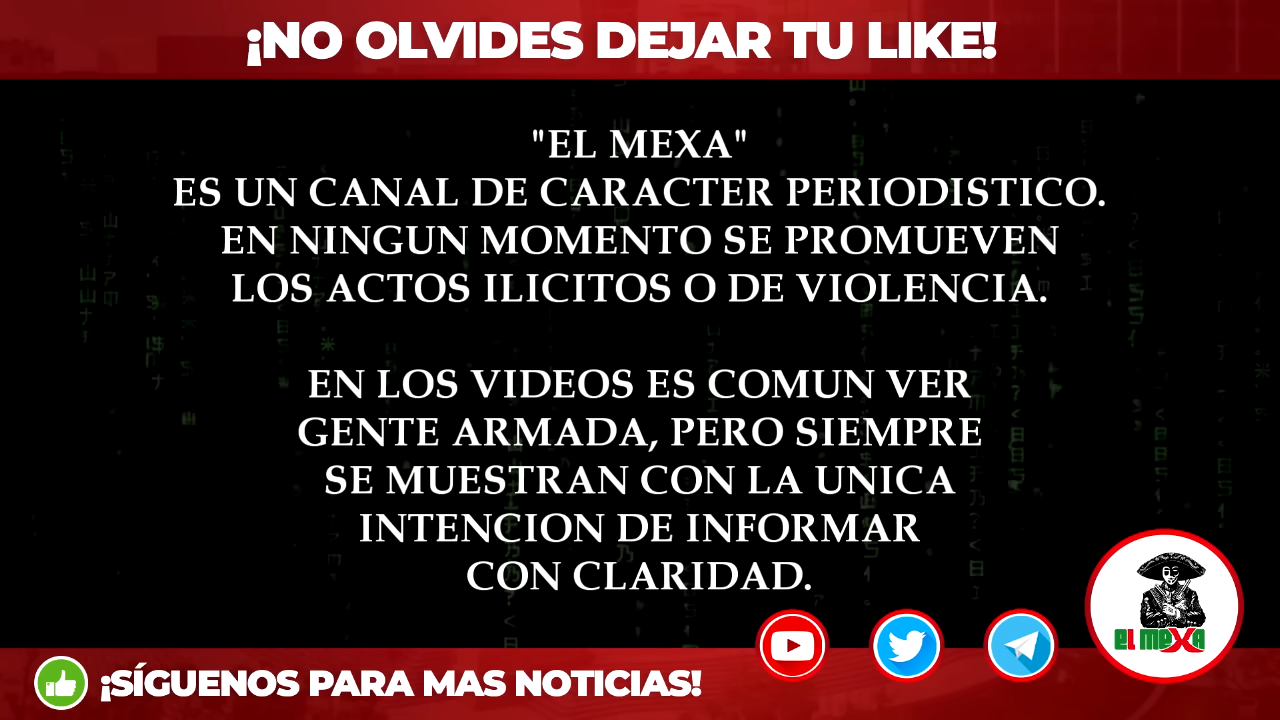 ¡NO OLVIDES DEJAR TU LIKE!
"EL MEXA"
ES UN CANAL DE CARACTER PERIODISTICO.
EN NINGUN MOMENTO SE PROMUEVEN
LOS ACTOS ILICITOS O DE VIOLENCIA.
EN LOS VIDEOS ES COMUN VER
GENTE ARMADA, PERO SIEMPRE
SE MUESTRAN CON LA UNICA
INTENCION DE INFORMAR
CON CLARIDAD.
eL meXa
¡SÍGUENOS PARA MAS NOTICIAS!